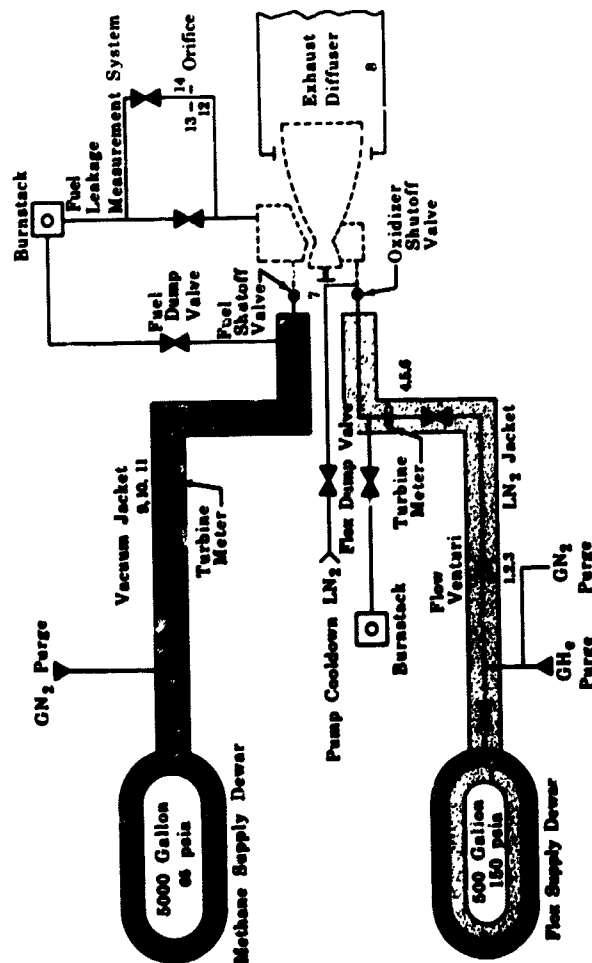 5000 Gallon
65 psia
Methane Supply Dewar
GN2 Purge
Vacuum Jacket
9, 10, 11
Turbine
Meter
Burnstack
Fuel
Leakage
Measurement System
Fuel
Dump
Valve
Fuel
Shutoff
Valve
13 14
12
Orifice
Exhaust
Diffuser
8
7
Oxidizer
Shutoff
Valve
Pump Cooldown LN2
Flox Dump Valve
Burnstack
Turbine
Meter
4,5,6
Flow
Venturi
1,2,3
LN2 Jacket
GHe
Purge
GN2
Purge
500 Gallon
150 psia
Flox Supply Dewar